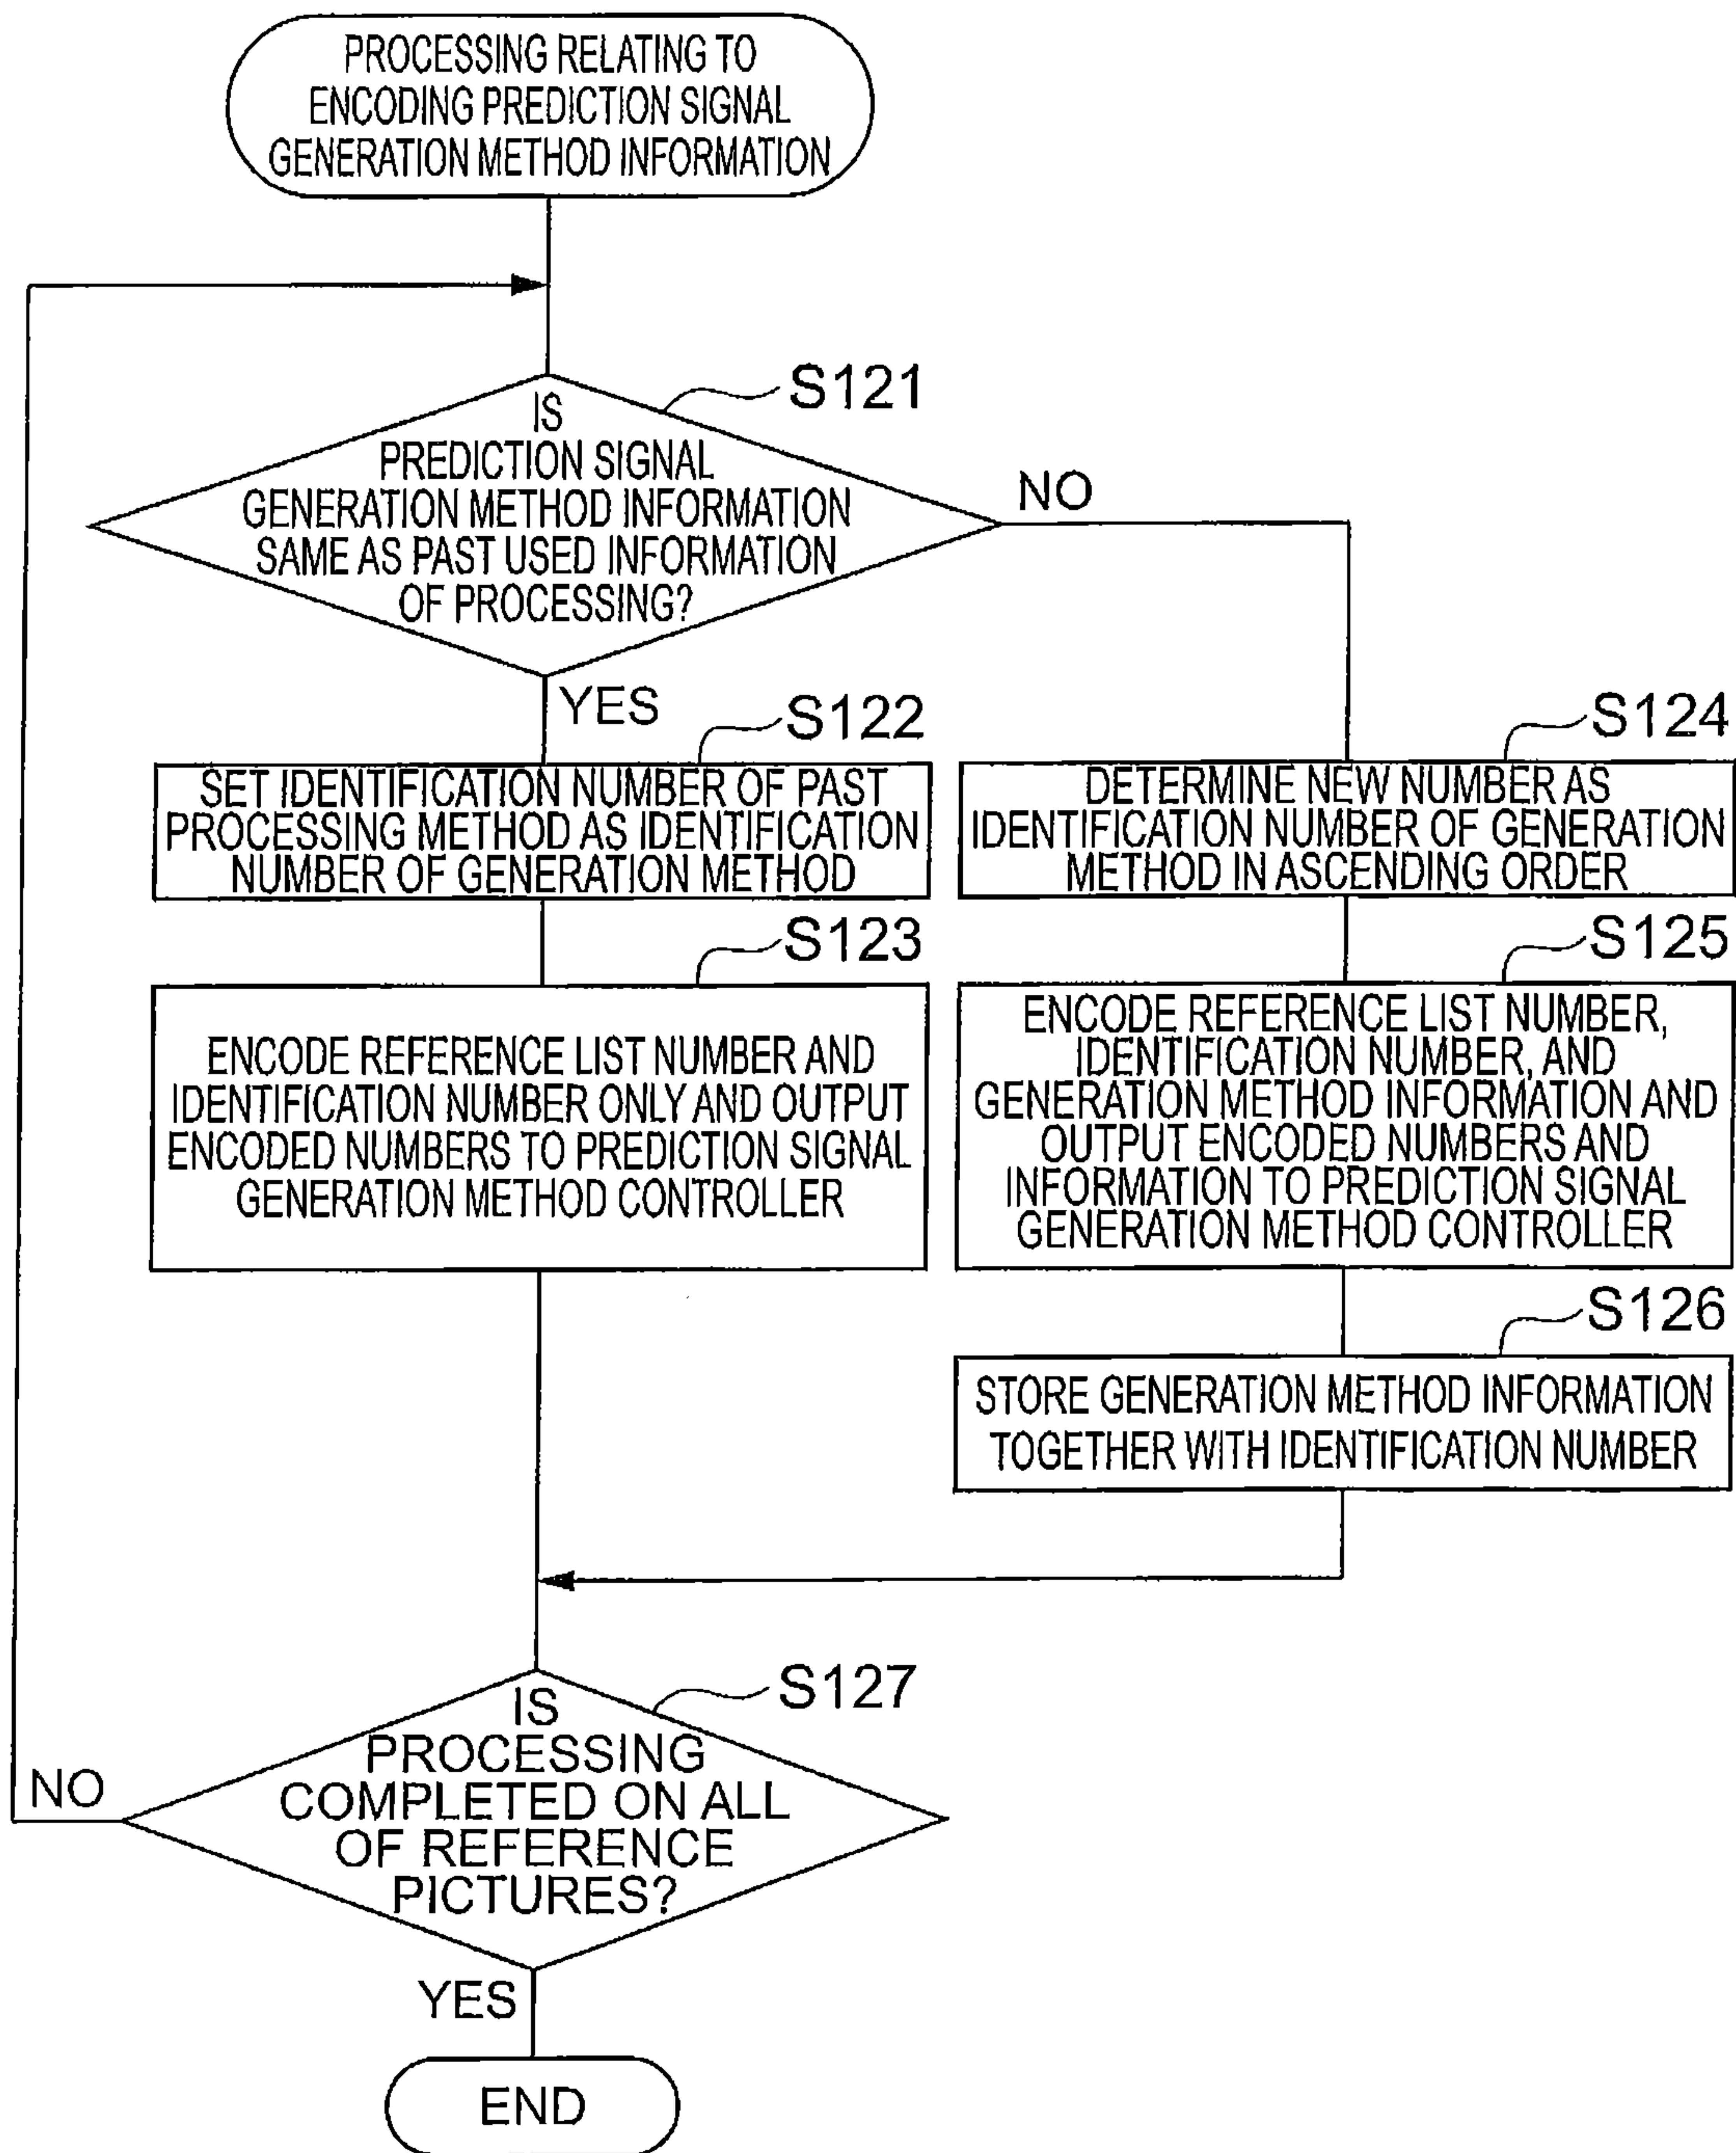 PROCESSING RELATING TO
ENCODING PREDICTION SIGNAL
GENERATION METHOD INFORMATION
S121
IS
PREDICTION SIGNAL
GENERATION METHOD INFORMATION
SAME AS PAST USED INFORMATION
OF PROCESSING?
NO
YES
S122
SET IDENTIFICATION NUMBER OF PAST
PROCESSING METHOD AS IDENTIFICATION
NUMBER OF GENERATION METHOD
S124
DETERMINE NEW NUMBER AS
IDENTIFICATION NUMBER OF GENERATION
METHOD IN ASCENDING ORDER
S123
ENCODE REFERENCE LIST NUMBER AND
IDENTIFICATION NUMBER ONLY AND OUTPUT
ENCODED NUMBERS TO PREDICTION SIGNAL
GENERATION METHOD CONTROLLER
S125
ENCODE REFERENCE LIST NUMBER,
IDENTIFICATION NUMBER, AND
GENERATION METHOD INFORMATION AND
OUTPUT ENCODED NUMBERS AND
INFORMATION TO PREDICTION SIGNAL
GENERATION METHOD CONTROLLER
S126
STORE GENERATION METHOD INFORMATION
TOGETHER WITH IDENTIFICATION NUMBER
S127
IS
PROCESSING
COMPLETED ON ALL
OF REFERENCE
PICTURES?
NO
YES
END